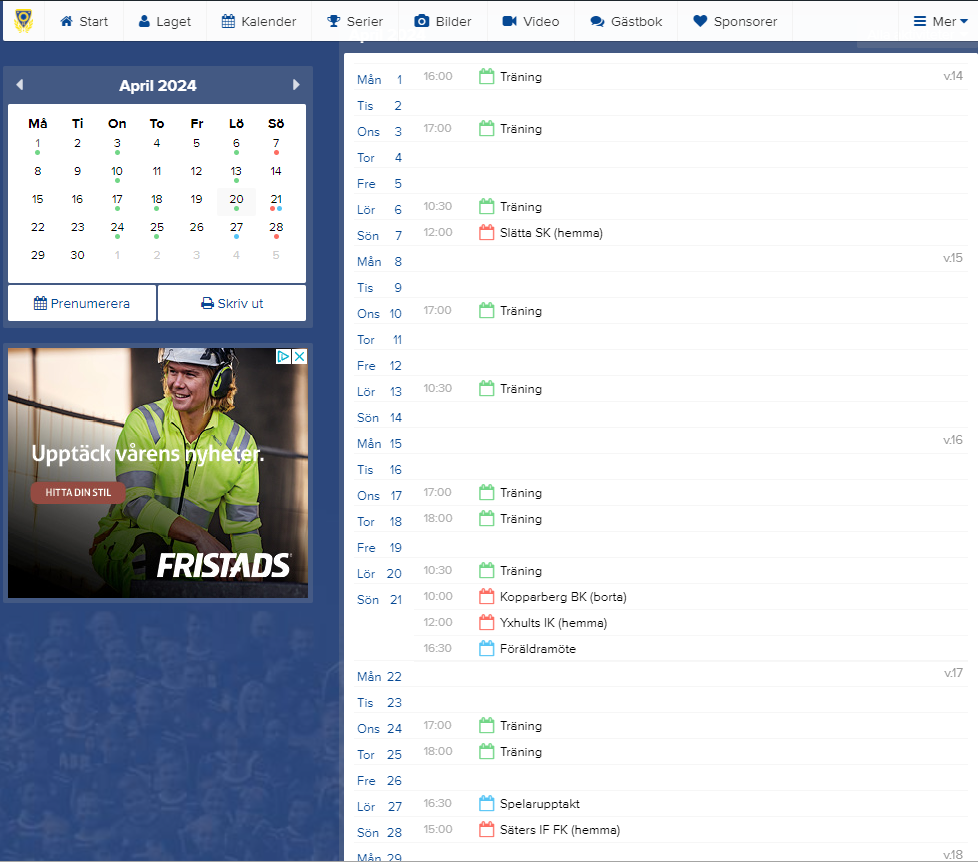 Start Laget Kalender Serier Bilder Video Gästbok Sponsorer Mer
April 2024
Må Ti On To Fr Lö Sö
1 2 3 4 5 6 7
8 9 10 11 12 13 14
15 16 17 18 19 20 21
22 23 24 25 26 27 28
29 30 1 2 3 4 5
Prenumerera Skriv ut
Upptäck vårens nyheter.
HITTA DIN STIL
FRISTADS
Mån 1 16:00 Träning v.14
Tis 2
Ons 3 17:00 Träning
Tor 4
Fre 5
Lör 6 10:30 Träning
Sön 7 12:00 Slätta SK (hemma)
Mån 8 v.15
Tis 9
Ons 10 17:00 Träning
Tor 11
Fre 12
Lör 13 10:30 Träning
Sön 14
Mån 15 v.16
Tis 16
Ons 17 17:00 Träning
Tor 18 18:00 Träning
Fre 19
Lör 20 10:30 Träning
Sön 21 10:00 Kopparberg BK (borta)
12:00 Yxhults IK (hemma)
16:30 Föräldramöte
Mån 22 v.17
Tis 23
Ons 24 17:00 Träning
Tor 25 18:00 Träning
Fre 26
Lör 27 16:30 Spelarupptakt
Sön 28 15:00 Säters IF FK (hemma)
Mån 29 v.18